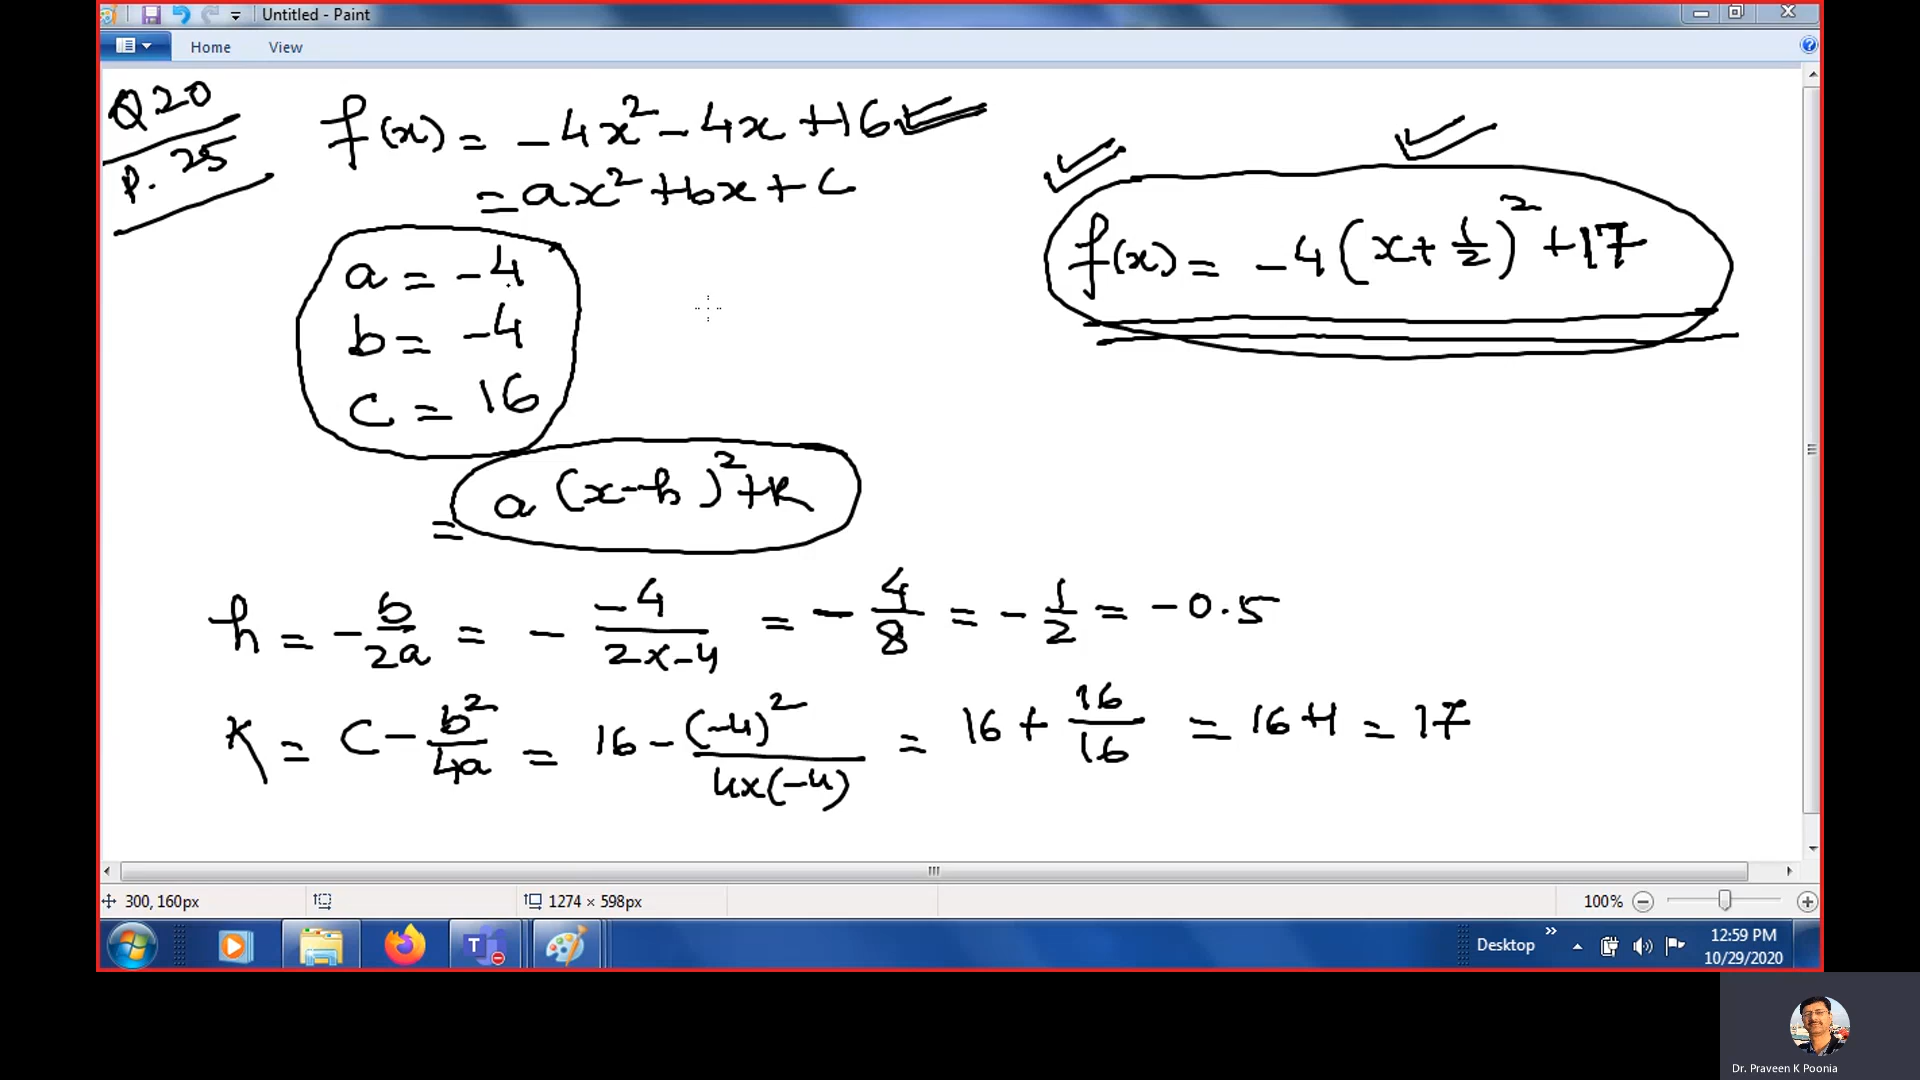 Untitled - Paint
Home View
Q20
P. 25
f(x) = -4x² - 4x + 16
= ax² + bx + c
a = -4
b = -4
c = 16
= a (x-h)² + k
f(x) = -4(x + 1/2)² + 17
h = - b/2a = - -4/2x-4 = - 4/8 = - 1/2 = -0.5
K = C - b²/4a = 16 - (-4)²/4x(-4) = 16 + 16/16 = 16+1 = 17
300, 160px
1274 × 598px
100%
T
Desktop
12:59 PM
10/29/2020
Dr. Praveen K Poonia